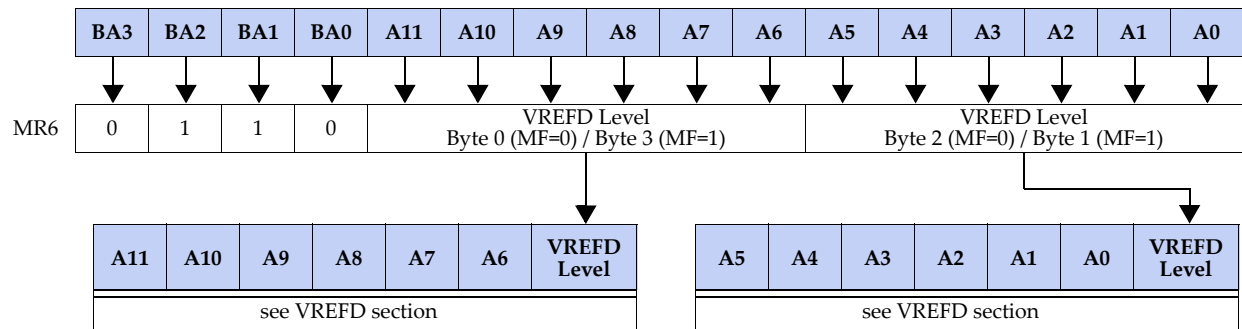 BA3 BA2 BA1 BA0 A11 A10 A9 A8 A7 A6 A5 A4 A3 A2 A1 A0
MR6 0 1 1 0 VREFD Level VREFD Level
Byte 0 (MF=0) / Byte 3 (MF=1) Byte 2 (MF=0) / Byte 1 (MF=1)
A11 A10 A9 A8 A7 A6 VREFD Level A5 A4 A3 A2 A1 A0 VREFD Level
see VREFD section see VREFD section